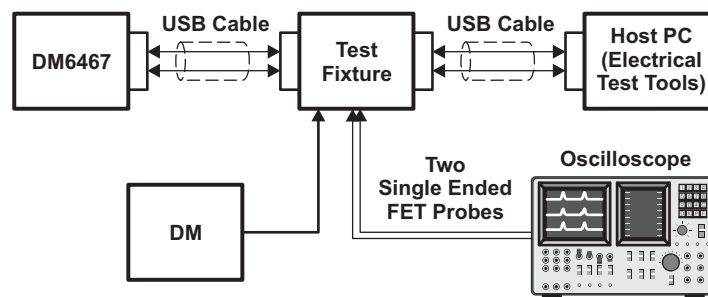 USB Cable
USB Cable
DM6467
Test
Fixture
Host PC
(Electrical
Test Tools)
Two
Single Ended
FET Probes
Oscilloscope
DM